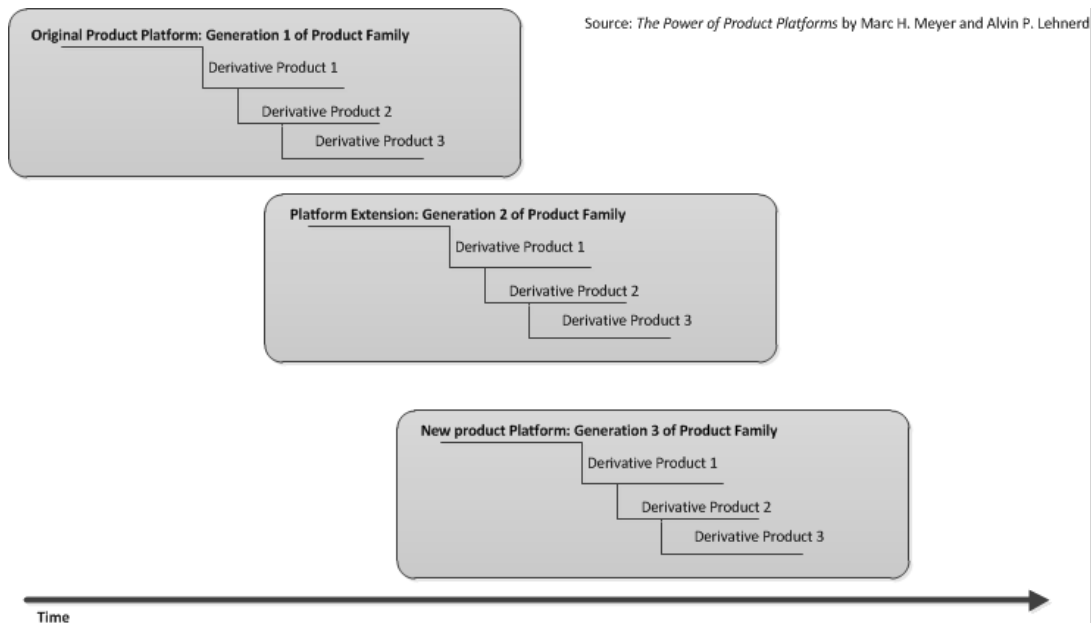 Source: The Power of Product Platforms by Marc H. Meyer and Alvin P. Lehnerd
Original Product Platform: Generation 1 of Product Family
Derivative Product 1
Derivative Product 2
Derivative Product 3
Platform Extension: Generation 2 of Product Family
Derivative Product 1
Derivative Product 2
Derivative Product 3
New product Platform: Generation 3 of Product Family
Derivative Product 1
Derivative Product 2
Derivative Product 3
Time